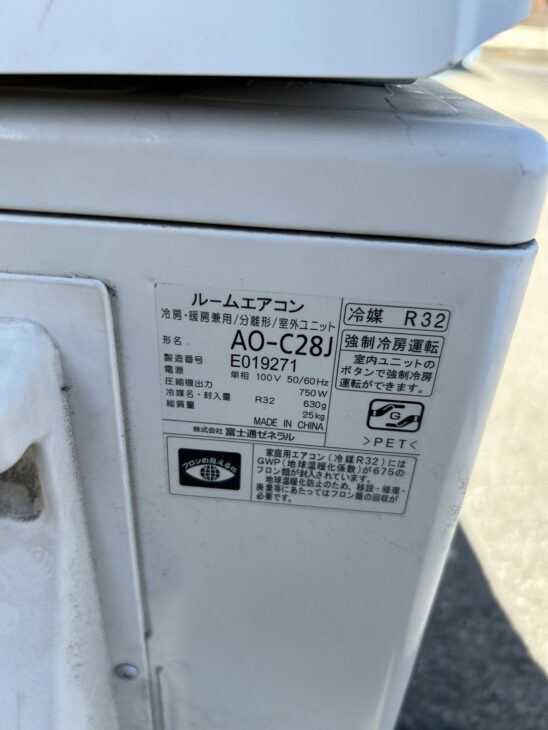 ルームエアコン
冷房・暖房兼用/分離形/室外ユニット
形名 AO-C28J
製造番号 E019271
電源 単相 100V 50/60Hz
圧縮機出力 750W
冷媒名・封入量 R32 630g
総質量 25kg
MADE IN CHINA
株式会社 富士通ゼネラル
冷媒 R32
強制冷房運転
室内ユニットの
ボタンで強制冷房
運転ができます。
G
>PET<
フロンの見える化
家庭用エアコン(冷媒R32)には
GWP(地球温暖化係数)が675の
フロン類が封入されています。
地球温暖化防止のため、移設・修理・
廃棄等にあたってはフロン類の回収が
必要です。